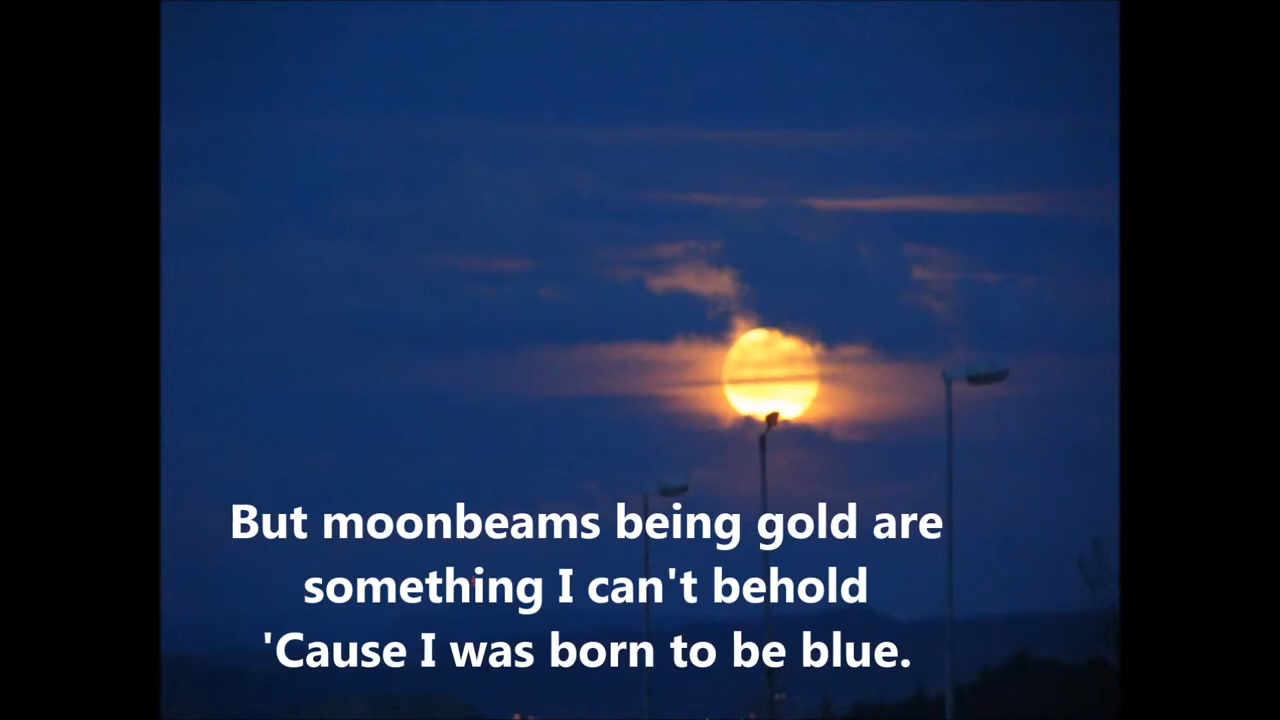 But moonbeams being gold are
something I can't behold
'Cause I was born to be blue.